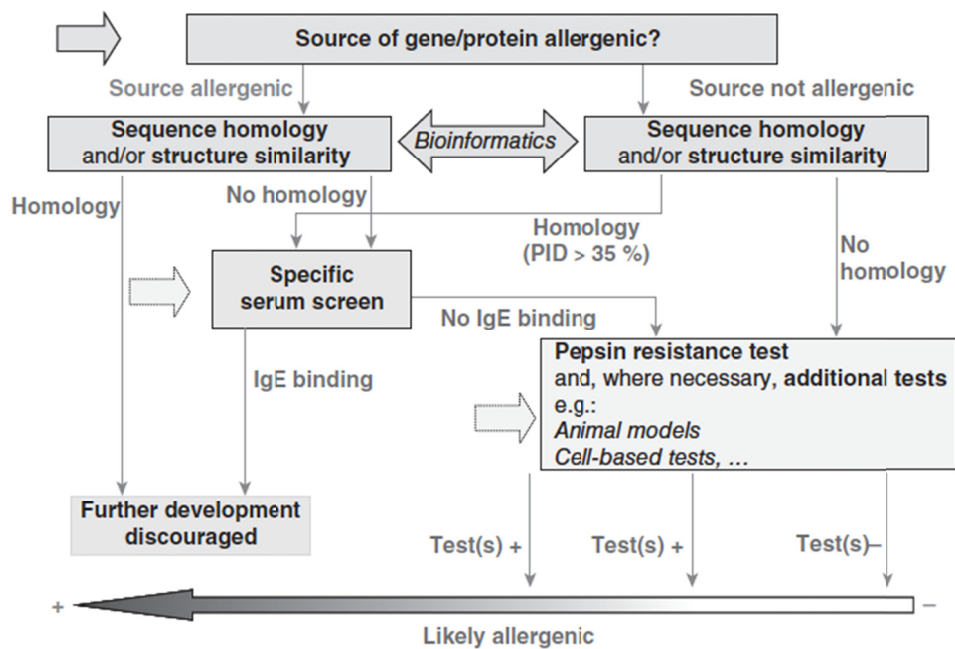 Source of gene/protein allergenic?
Source allergenic
Source not allergenic
Sequence homology
and/or structure similarity
Bioinformatics
Sequence homology
and/or structure similarity
Homology
No homology
Homology
(PID > 35 %)
No
homology
Specific
serum screen
No IgE binding
IgE binding
Pepsin resistance test
and, where necessary, additional tests
e.g.:
Animal models
Cell-based tests, ...
Further development
discouraged
Test(s) +
Test(s) +
Test(s)–
+
–
Likely allergenic